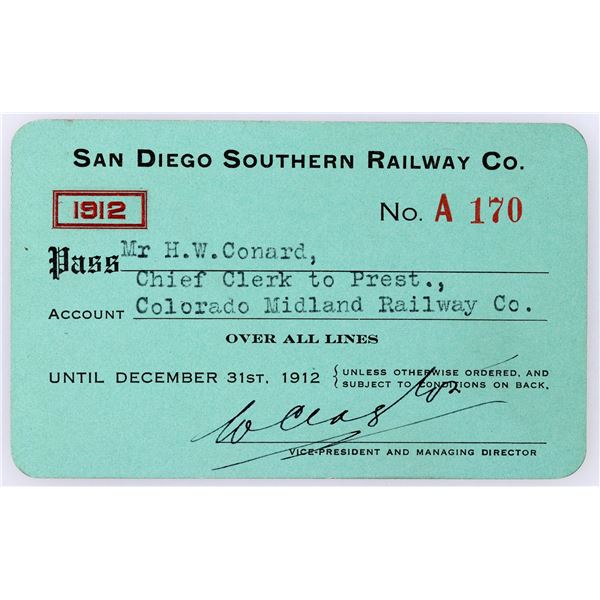 SAN DIEGO SOUTHERN RAILWAY CO.
1912 No. A 170
Pass Mr H.W.Conard,
Chief Clerk to Prest.,
ACCOUNT Colorado Midland Railway Co.
OVER ALL LINES
UNTIL DECEMBER 31ST, 1912 { UNLESS OTHERWISE ORDERED, AND
SUBJECT TO CONDITIONS ON BACK.
VICE-PRESIDENT AND MANAGING DIRECTOR